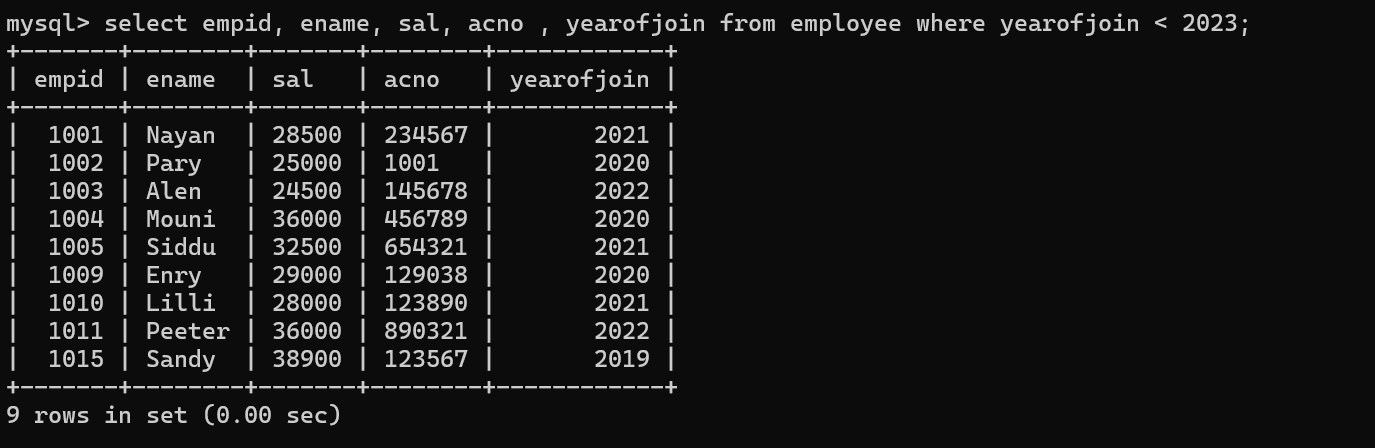 mysql> select empid, ename, sal, acno , yearofjoin from employee where yearofjoin < 2023;
+-------+--------+-------+--------+------------+
| empid | ename  | sal   | acno   | yearofjoin |
+-------+--------+-------+--------+------------+
|  1001 | Nayan  | 28500 | 234567 |       2021 |
|  1002 | Pary   | 25000 | 1001   |       2020 |
|  1003 | Alen   | 24500 | 145678 |       2022 |
|  1004 | Mouni  | 36000 | 456789 |       2020 |
|  1005 | Siddu  | 32500 | 654321 |       2021 |
|  1009 | Enry   | 29000 | 129038 |       2020 |
|  1010 | Lilli  | 28000 | 123890 |       2021 |
|  1011 | Peeter | 36000 | 890321 |       2022 |
|  1015 | Sandy  | 38900 | 123567 |       2019 |
+-------+--------+-------+--------+------------+
9 rows in set (0.00 sec)